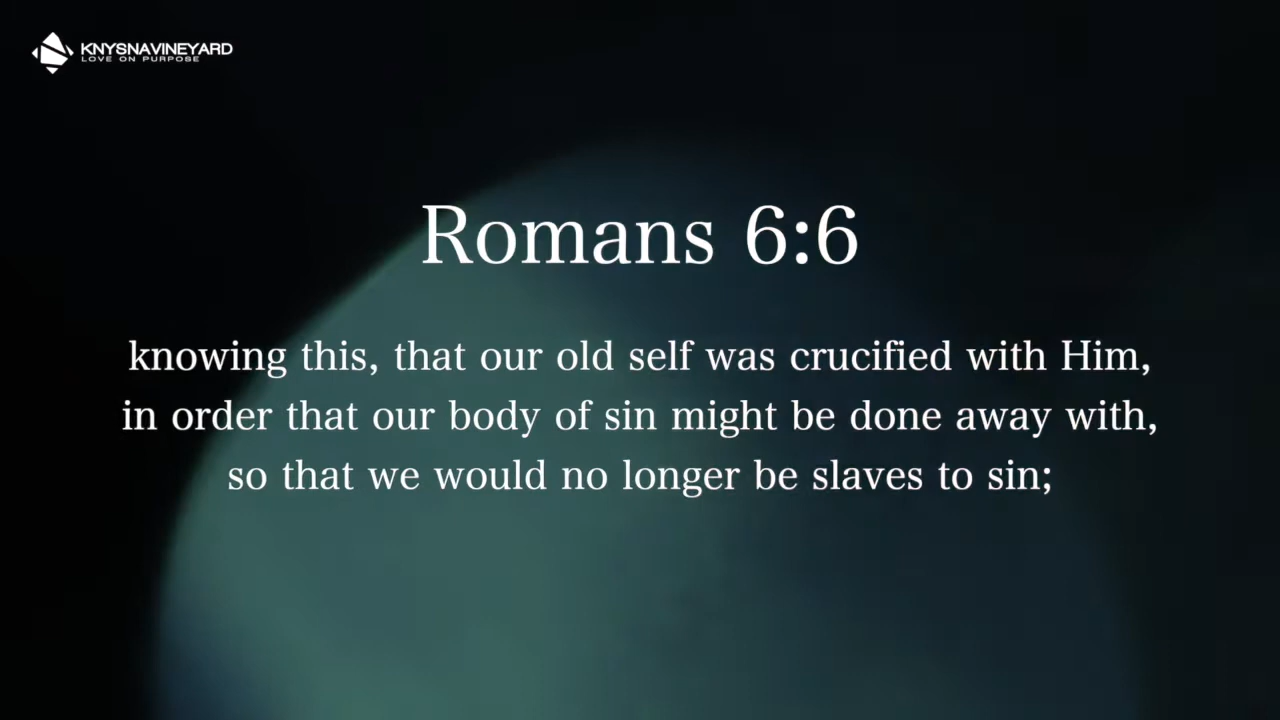 KNYSNAVINEYARD
LOVE ON PURPOSE
Romans 6:6
knowing this, that our old self was crucified with Him,
in order that our body of sin might be done away with,
so that we would no longer be slaves to sin;